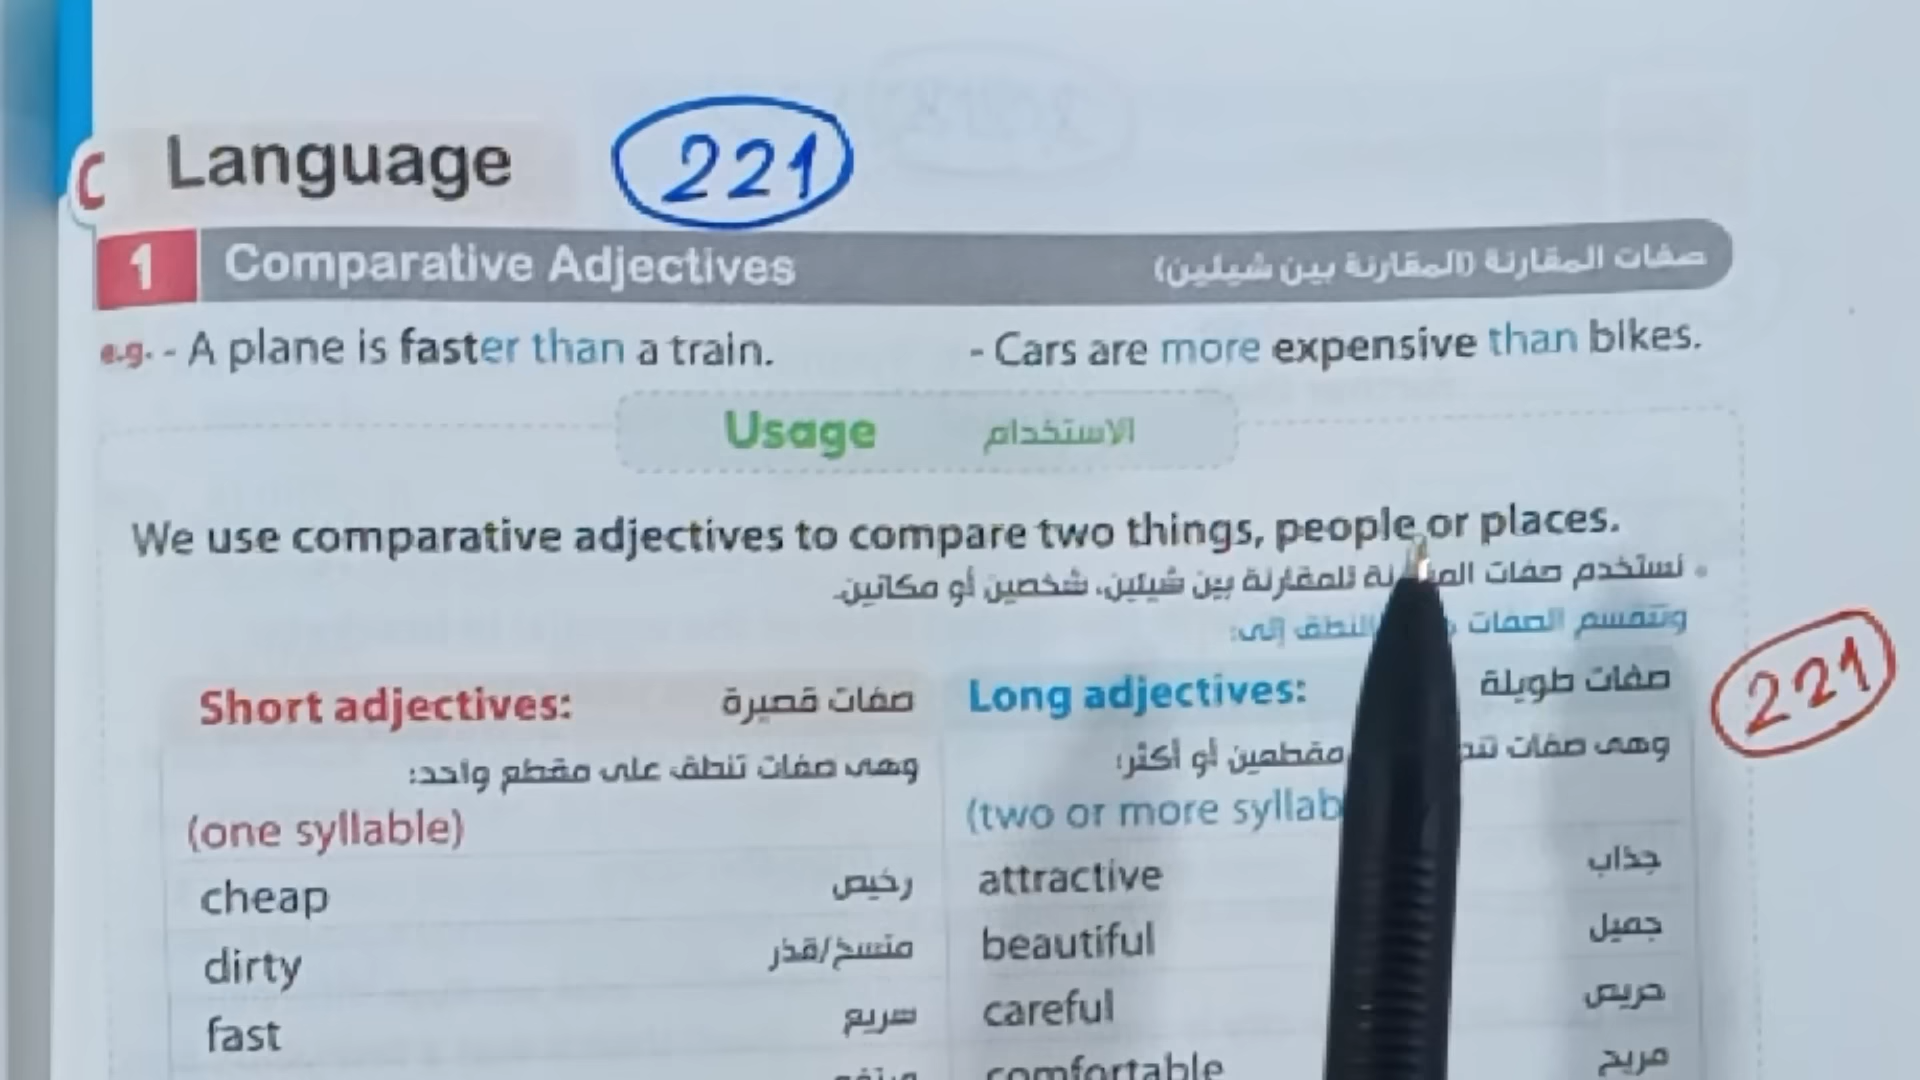 C Language 221
1 Comparative Adjectives صفات المقارنة (المقارنة بين شيئين)
e.g. - A plane is faster than a train. - Cars are more expensive than bikes.
Usage الاستخدام
We use comparative adjectives to compare two things, people or places.
• نستخدم صفات للمقارنة بين شيئين، شخصين أو مكانين.
وتنقسم الصفات النطق إلى:
Short adjectives: صفات قصيرة Long adjectives: صفات طويلة 221
وهى صفات تنطق على مقطع واحد: وهى صفات مقطعين أو أكثر:
(one syllable) (two or more
cheap رخيص attractive جذاب
dirty متسخ/قذر beautiful جميل
fast سريع careful حريص
comfortable مريح